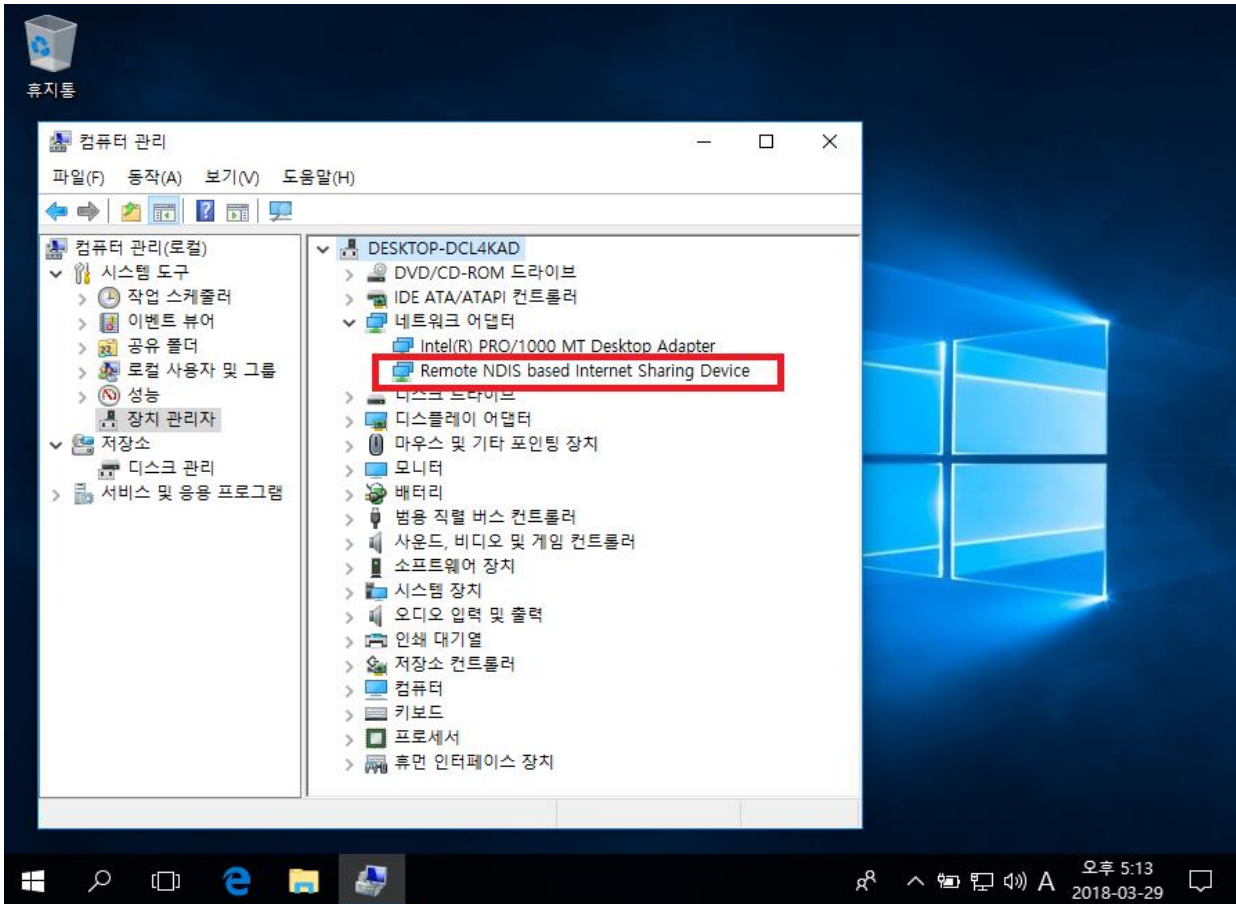 휴지통
컴퓨터 관리
파일(F) 동작(A) 보기(V) 도움말(H)
컴퓨터 관리(로컬)
시스템 도구
작업 스케줄러
이벤트 뷰어
공유 폴더
로컬 사용자 및 그룹
성능
장치 관리자
저장소
디스크 관리
서비스 및 응용 프로그램
DESKTOP-DCL4KAD
DVD/CD-ROM 드라이브
IDE ATA/ATAPI 컨트롤러
네트워크 어댑터
Intel(R) PRO/1000 MT Desktop Adapter
Remote NDIS based Internet Sharing Device
디스크 드라이브
디스플레이 어댑터
마우스 및 기타 포인팅 장치
모니터
배터리
범용 직렬 버스 컨트롤러
사운드, 비디오 및 게임 컨트롤러
소프트웨어 장치
시스템 장치
오디오 입력 및 출력
인쇄 대기열
저장소 컨트롤러
컴퓨터
키보드
프로세서
휴먼 인터페이스 장치
A
오후 5:13
2018-03-29